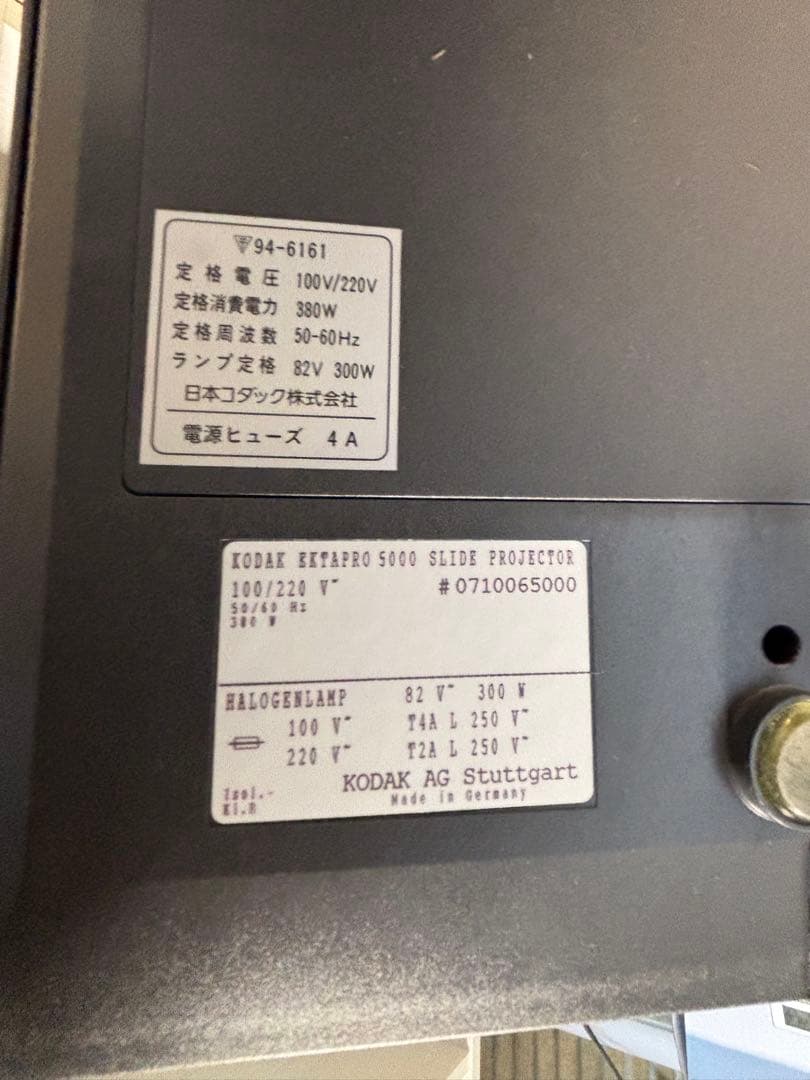 94-6161
定格電圧 100V/220V
定格消費電力 380W
定格周波数 50-60Hz
ランプ定格 82V 300W
日本コダック株式会社
電源ヒューズ 4A
KODAK EKTAPRO 5000 SLIDE PROJECTOR
100/220 V~ #0710065000
50/60 Hz
380 W
HALOGENLAMP 82 V~ 300 W
100 V~ T4A L 250 V~
220 V~ T2A L 250 V~
KODAK AG Stuttgart
Made in Germany
Isol.-
Kl.